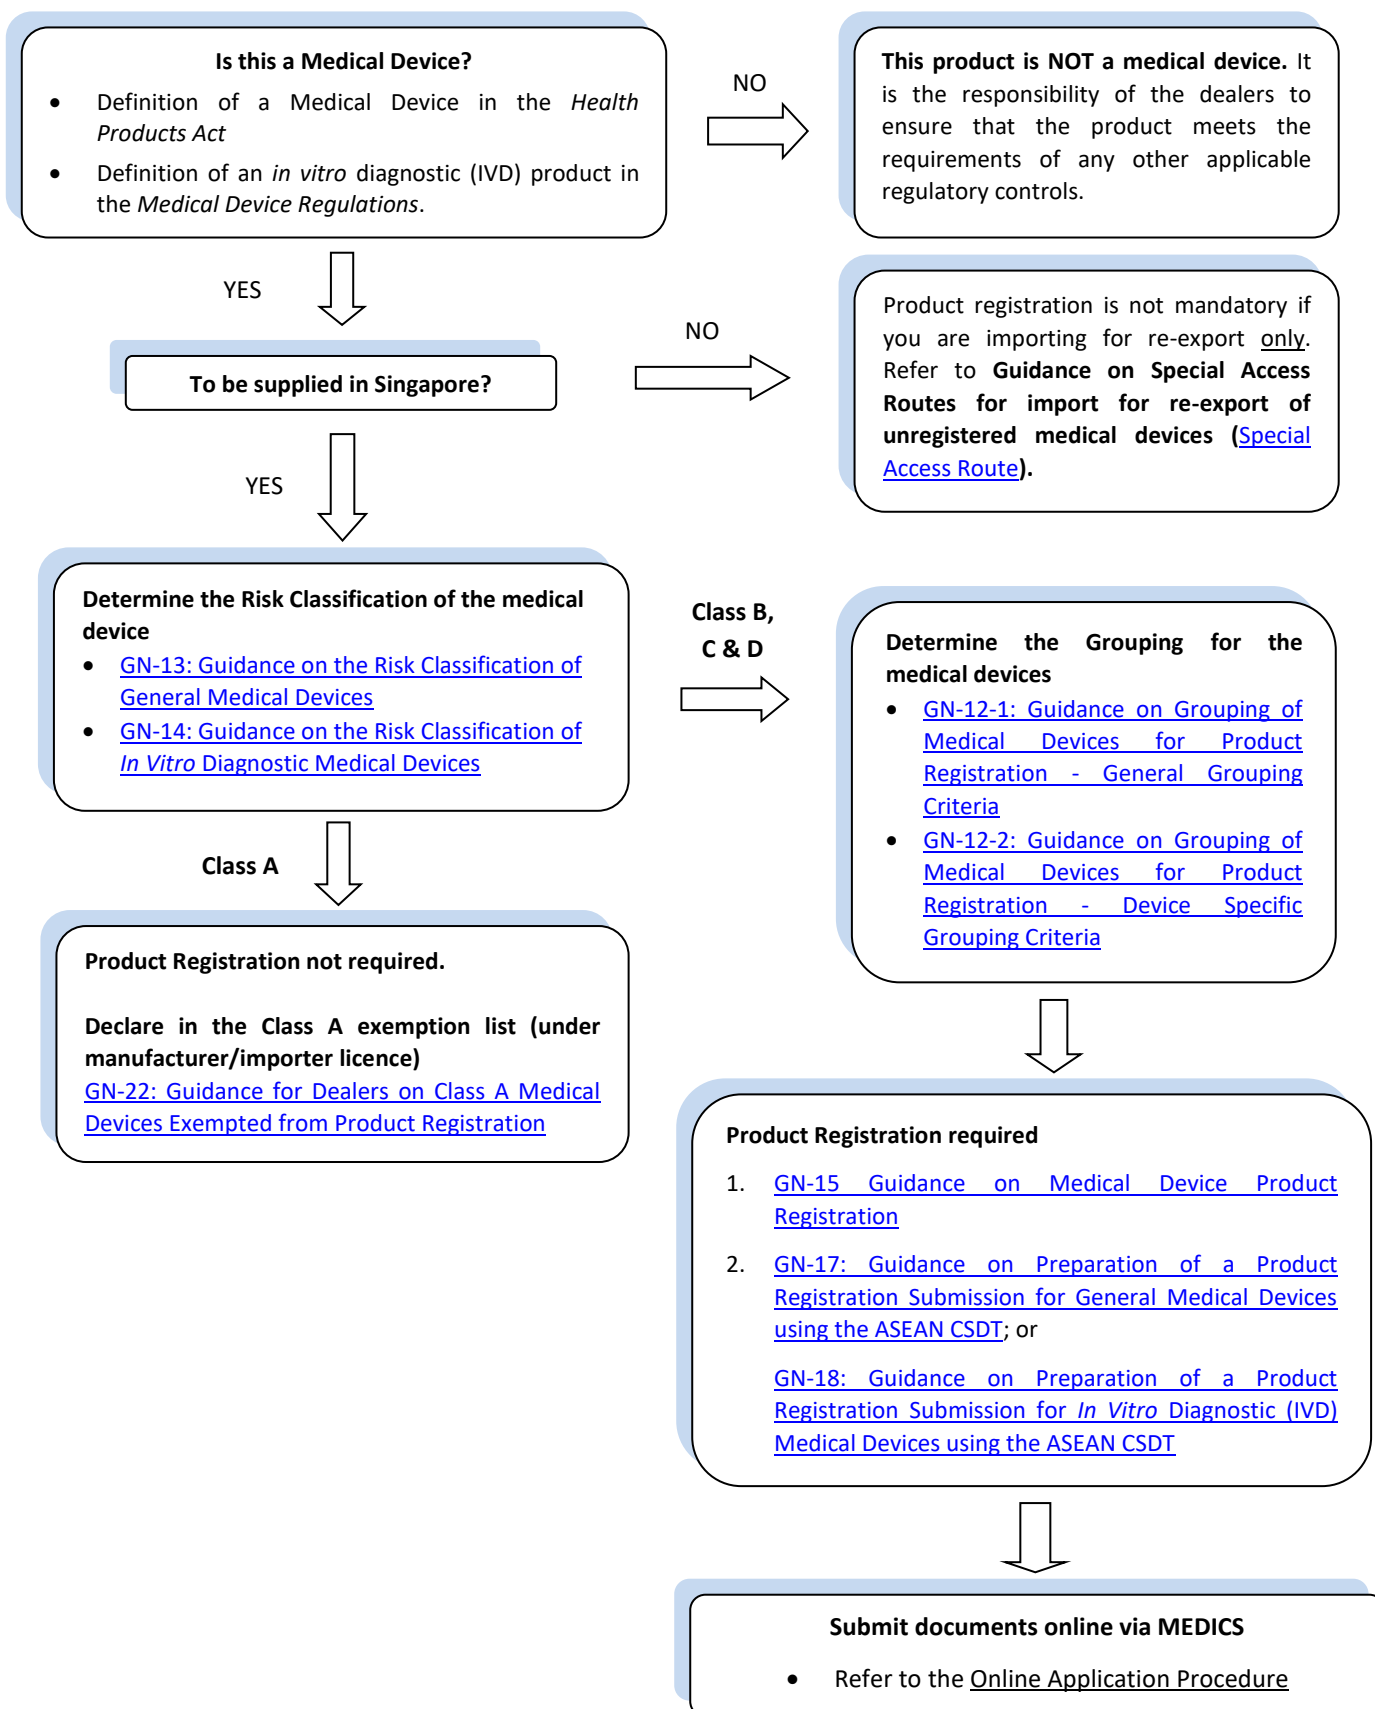 Is this a Medical Device?
• Definition of a Medical Device in the Health
Products Act
• Definition of an in vitro diagnostic (IVD) product in
the Medical Device Regulations.
NO
This product is NOT a medical device. It
is the responsibility of the dealers to
ensure that the product meets the
requirements of any other applicable
regulatory controls.
YES
To be supplied in Singapore?
NO
Product registration is not mandatory if
you are importing for re-export only.
Refer to Guidance on Special Access
Routes for import for re-export of
unregistered medical devices (Special
Access Route).
YES
Determine the Risk Classification of the medical
device
• GN-13: Guidance on the Risk Classification of
General Medical Devices
• GN-14: Guidance on the Risk Classification of
In Vitro Diagnostic Medical Devices
Class B,
C & D
Determine the Grouping for the
medical devices
• GN-12-1: Guidance on Grouping of
Medical Devices for Product
Registration - General Grouping
Criteria
• GN-12-2: Guidance on Grouping of
Medical Devices for Product
Registration - Device Specific
Grouping Criteria
Class A
Product Registration not required.
Declare in the Class A exemption list (under
manufacturer/importer licence)
GN-22: Guidance for Dealers on Class A Medical
Devices Exempted from Product Registration
Product Registration required
1. GN-15 Guidance on Medical Device Product
Registration
2. GN-17: Guidance on Preparation of a Product
Registration Submission for General Medical Devices
using the ASEAN CSDT; or
GN-18: Guidance on Preparation of a Product
Registration Submission for In Vitro Diagnostic (IVD)
Medical Devices using the ASEAN CSDT
Submit documents online via MEDICS
• Refer to the Online Application Procedure